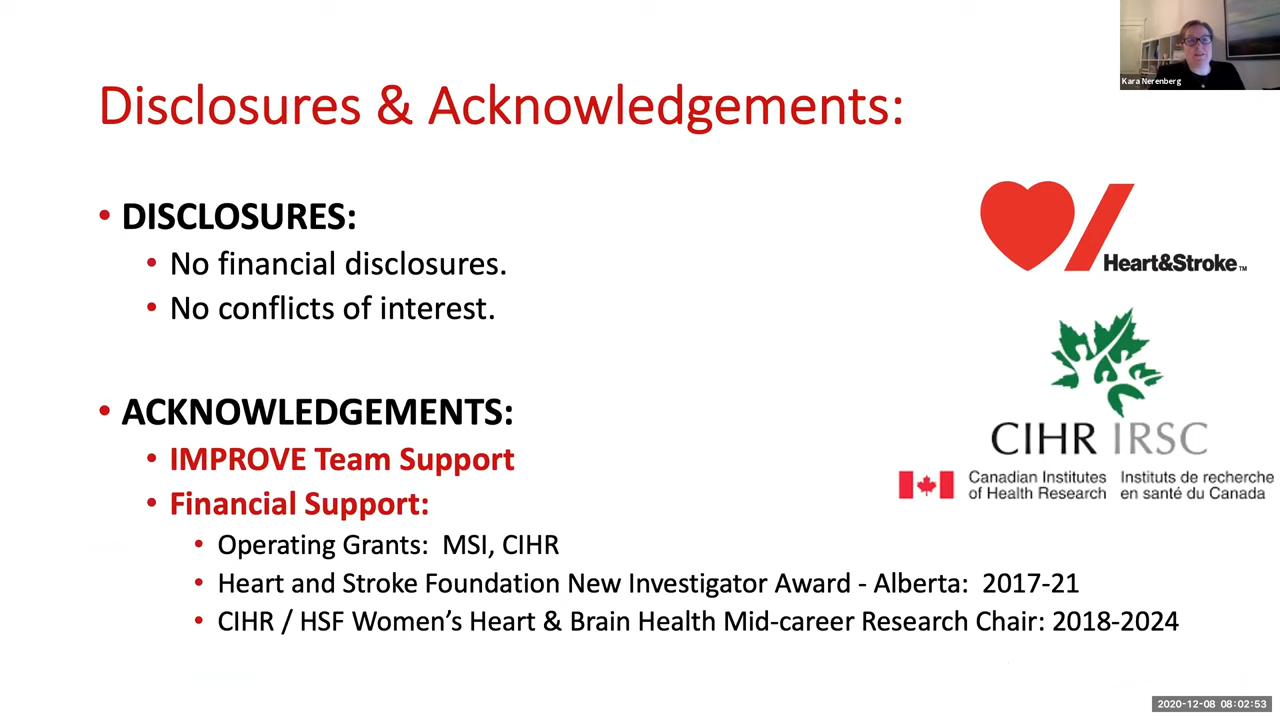 Kara Nerenberg
Disclosures & Acknowledgements:
• DISCLOSURES:
• No financial disclosures.
• No conflicts of interest.
• ACKNOWLEDGEMENTS:
• IMPROVE Team Support
• Financial Support:
• Operating Grants: MSI, CIHR
• Heart and Stroke Foundation New Investigator Award - Alberta: 2017-21
• CIHR / HSF Women's Heart & Brain Health Mid-career Research Chair: 2018-2024
Heart&Stroke™
CIHR IRSC
Canadian Institutes
of Health Research
Instituts de recherche
en santé du Canada
2020-12-08 08:02:53